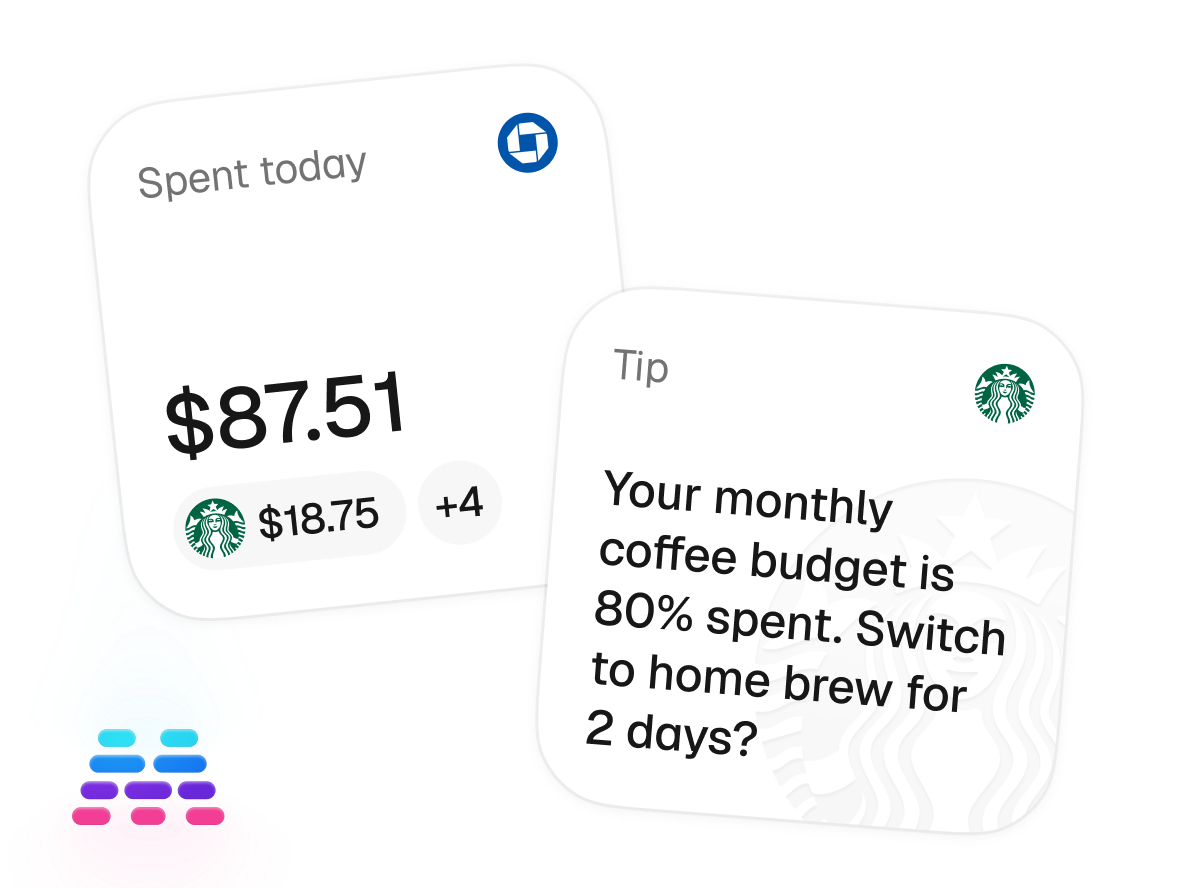 Spent today
$87.51
$18.75
+4
Tip
Your monthly
coffee budget is
80% spent. Switch
to home brew for
2 days?